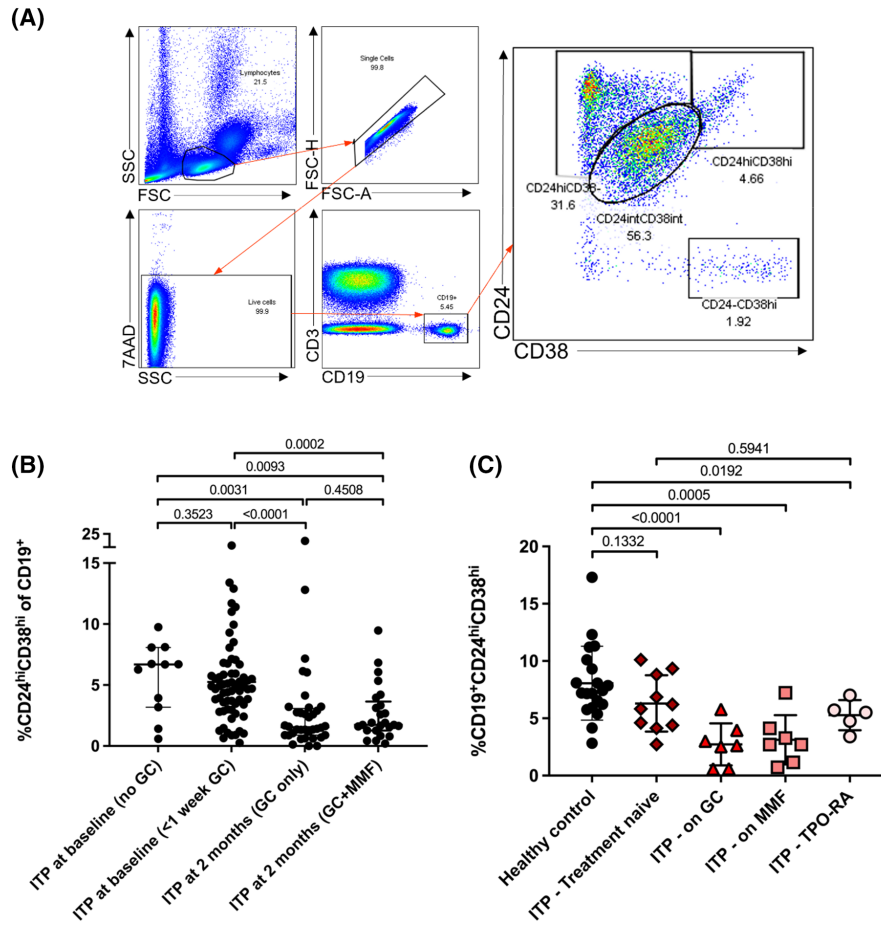 (A)
SSC
Lymphocytes
21.5
FSC
FSC-H
Single Cells
99.8
FSC-A
7AAD
Live cells
99.9
SSC
CD3
CD19+
5.45
CD19
CD24
CD24hiCD38hi
4.66
CD24hiCD38-
31.6
CD24intCD38int
56.3
CD24-CD38hi
1.92
CD38
(B)
0.0002
0.0093
0.0031
0.4508
0.3523
<0.0001
%CD24hiCD38hi of CD19+
25
15
10
5
0
ITP at baseline (no GC)
ITP at baseline (<1 week GC)
ITP at 2 months (GC only)
ITP at 2 months (GC+MMF)
(C)
0.5941
0.0192
0.0005
<0.0001
0.1332
%CD19+CD24hiCD38hi
20
15
10
5
0
Healthy control
ITP - Treatment naive
ITP - on GC
ITP - on MMF
ITP - TPO-RA